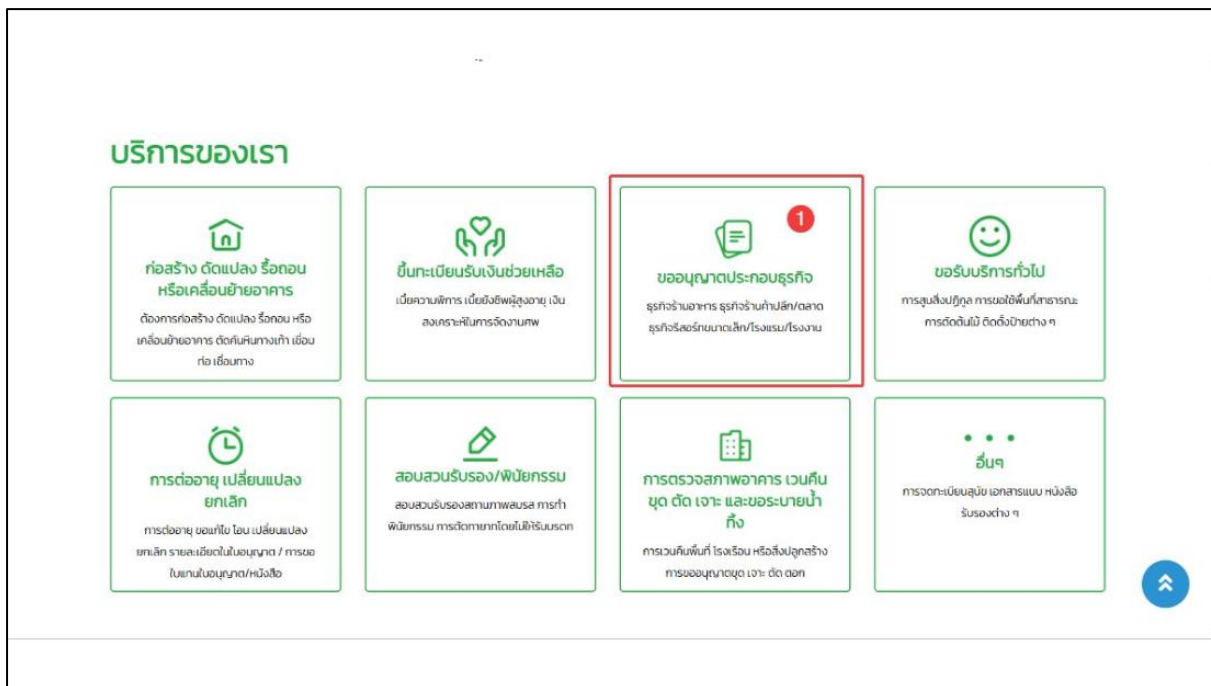 บริการของเรา
ก่อสร้าง ดัดแปลง รื้อถอน
หรือเคลื่อนย้ายอาคาร
ต้องการก่อสร้าง ดัดแปลง รื้อถอน หรือ
เคลื่อนย้ายอาคาร ตัดคันหินทางเท้า เชื่อม
ท่อ เชื่อมทาง
ขึ้นทะเบียนรับเงินช่วยเหลือ
เบี้ยความพิการ เบี้ยยังชีพผู้สูงอายุ เงิน
สงเคราะห์ในการจัดงานศพ
1
ขออนุญาตประกอบธุรกิจ
ธุรกิจร้านอาหาร ธุรกิจร้านค้าปลีก/ตลาด
ธุรกิจรีสอร์ทขนาดเล็ก/โรงแรม/โรงงาน
ขอรับบริการทั่วไป
การสูบสิ่งปฏิกูล การขอใช้พื้นที่สาธารณะ
การตัดต้นไม้ ติดตั้งป้ายต่าง ๆ
การต่ออายุ เปลี่ยนแปลง
ยกเลิก
การต่ออายุ ขอแก้ไข โอน เปลี่ยนแปลง
ยกเลิก รายละเอียดในใบอนุญาต / การขอ
ใบแทนใบอนุญาต/หนังสือ
สอบสวนรับรอง/พินัยกรรม
สอบสวนรับรองสถานภาพสมรส การทำ
พินัยกรรม การตัดทายาทโดยไม่ให้รับมรดก
การตรวจสภาพอาคาร เวนคืน
ขุด ตัด เจาะ และขอระบายน้ำ
ทิ้ง
การเวนคืนพื้นที่ โรงเรือน หรือสิ่งปลูกสร้าง
การขออนุญาตขุด เจาะ ตัด ตอก
อื่นๆ
การจดทะเบียนสุนัข เอกสารแบบ หนังสือ
รับรองต่าง ๆ